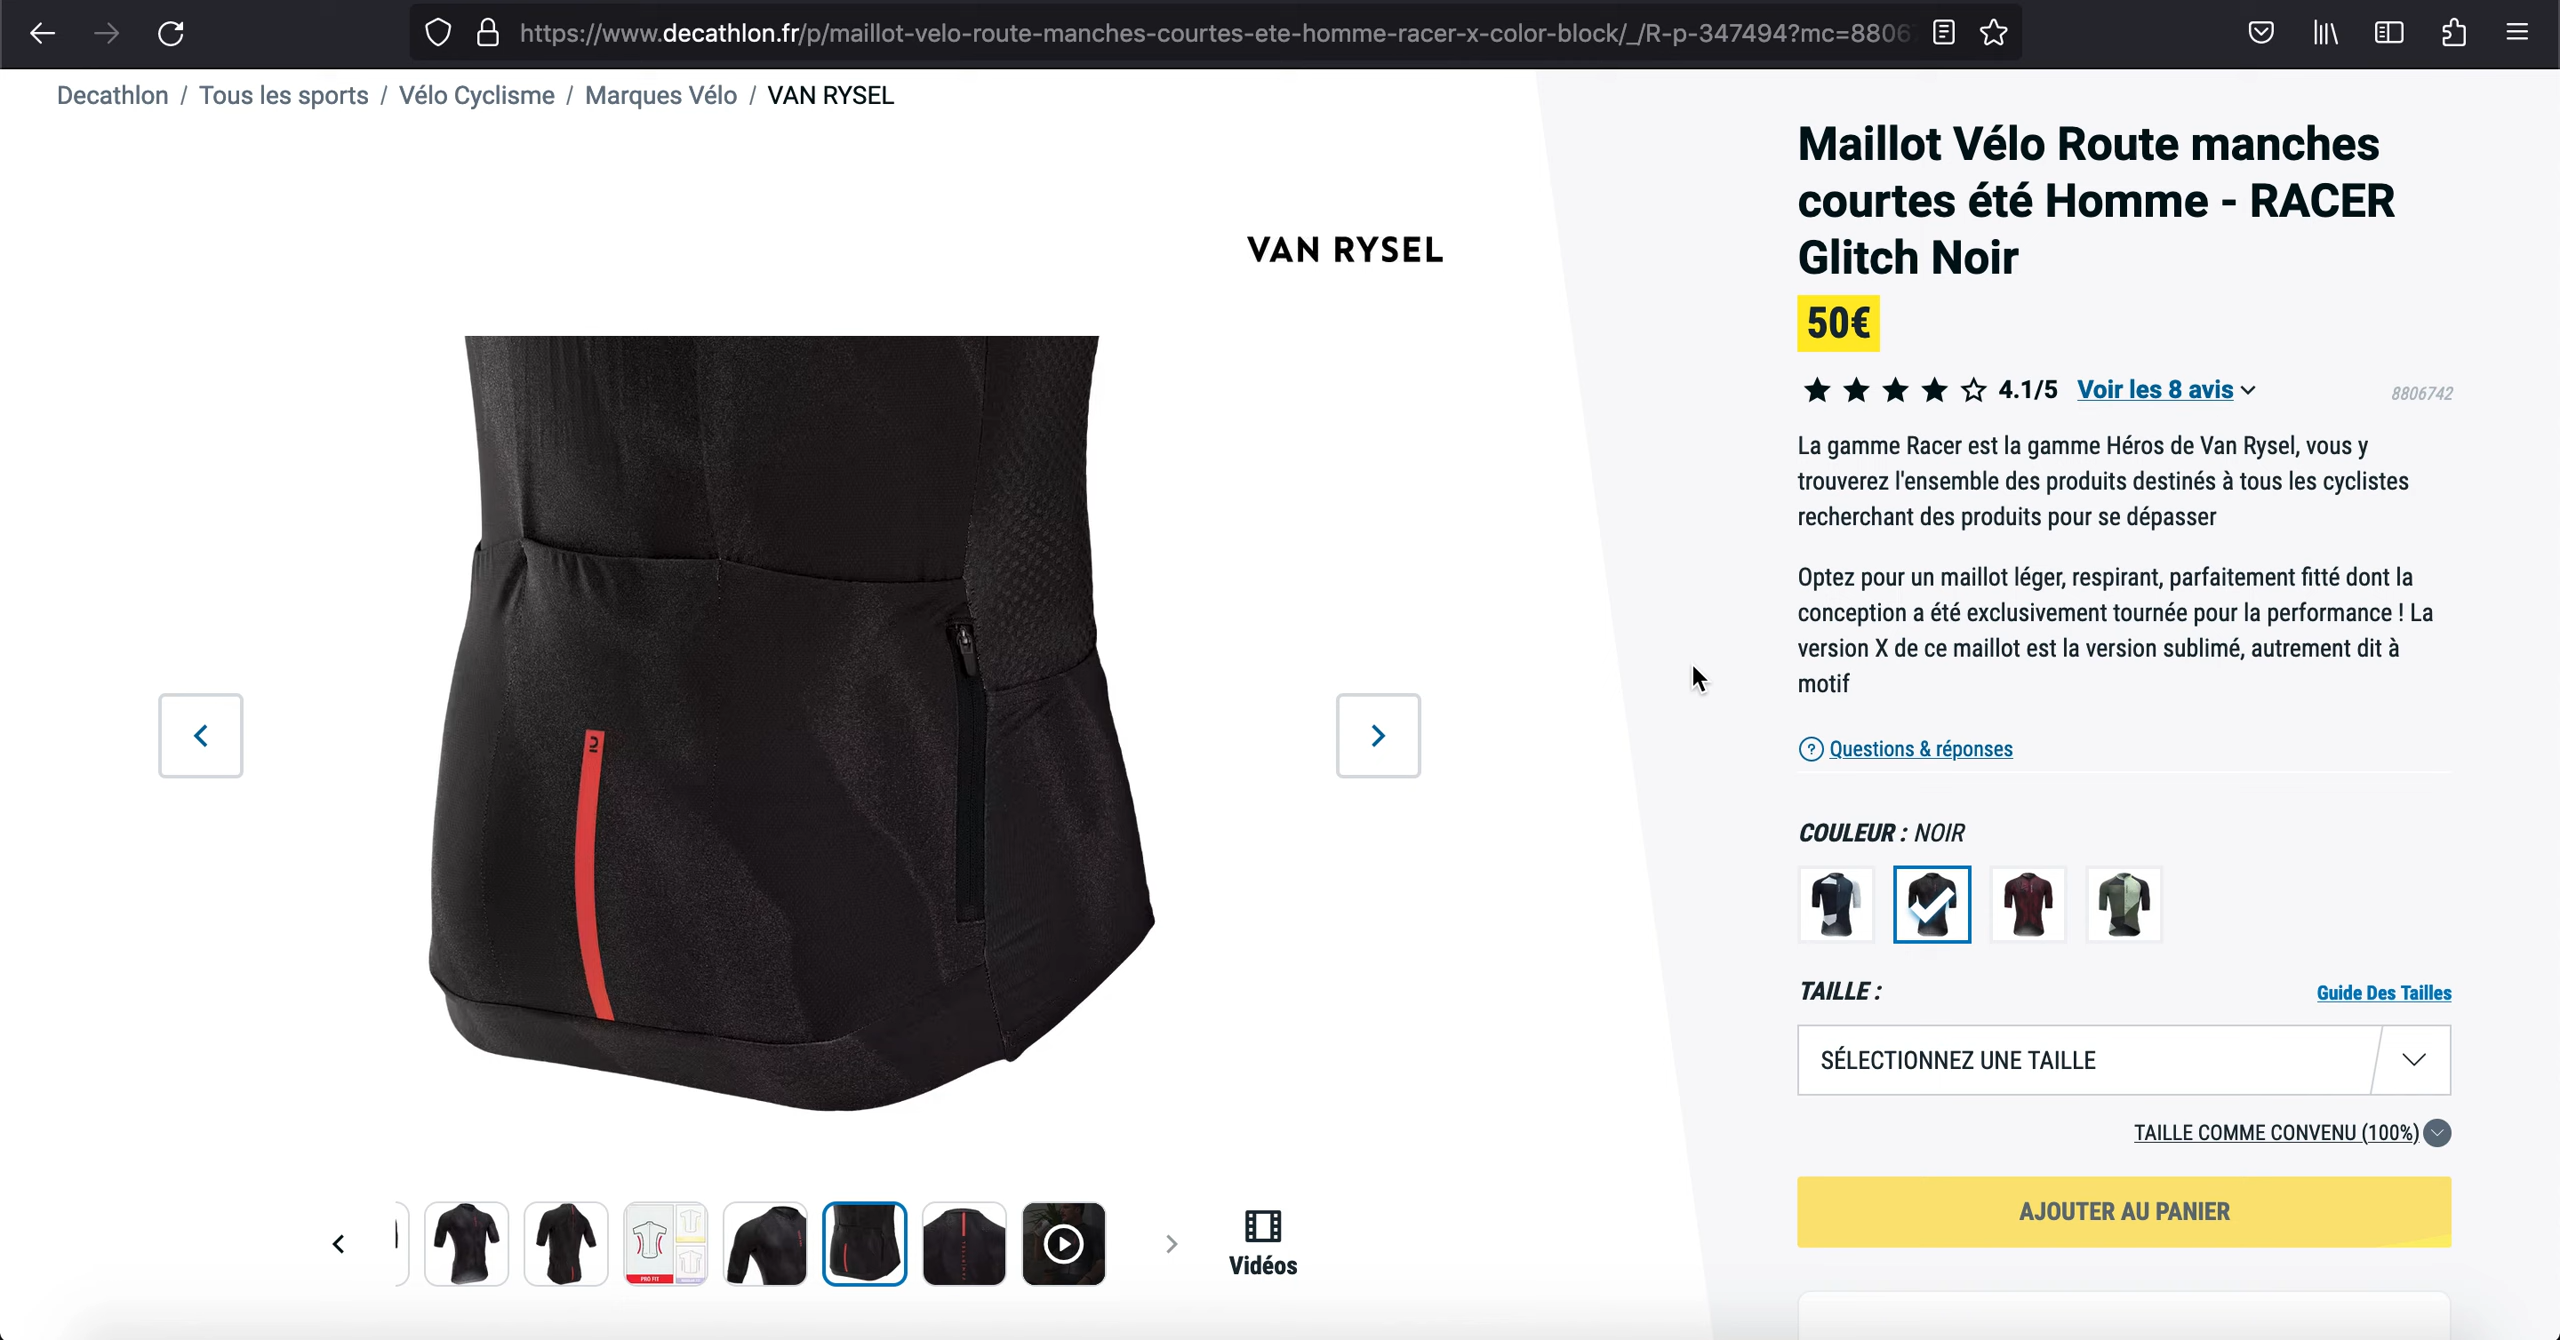 https://www.decathlon.fr/p/maillot-velo-route-manches-courtes-ete-homme-racer-x-color-block/_/R-p-347494?mc=8806
Decathlon / Tous les sports / Vélo Cyclisme / Marques Vélo / VAN RYSEL
VAN RYSEL
Maillot Vélo Route manches
courtes été Homme - RACER
Glitch Noir
50€
4.1/5 Voir les 8 avis
8806742
La gamme Racer est la gamme Héros de Van Rysel, vous y
trouverez l'ensemble des produits destinés à tous les cyclistes
recherchant des produits pour se dépasser
Optez pour un maillot léger, respirant, parfaitement fitté dont la
conception a été exclusivement tournée pour la performance ! La
version X de ce maillot est la version sublimé, autrement dit à
motif
? Questions & réponses
COULEUR : NOIR
TAILLE :
Guide Des Tailles
SÉLECTIONNEZ UNE TAILLE
TAILLE COMME CONVENU (100%)
AJOUTER AU PANIER
PRO FIT
Vidéos